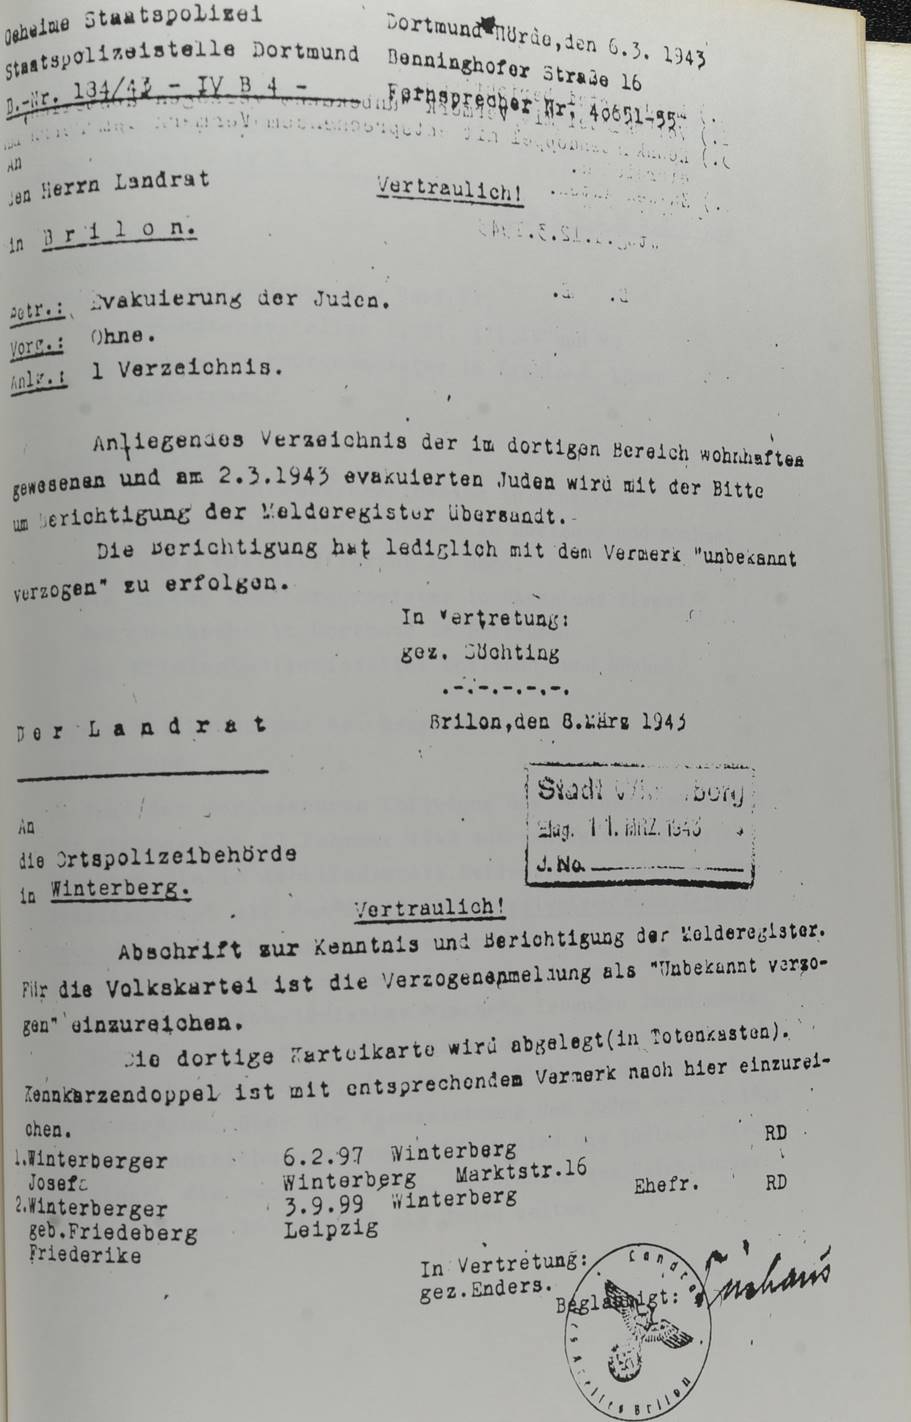 Geheime Staatspolizei
Staatspolizeistelle Dortmund
B.-Nr. 184/43 - IV B 4 -
Dortmund Hörde, den 6.3. 1943
Benninghofer Straße 16
Fernsprecher Nr. 40651-55
An
den Herrn Landrat
Vertraulich!
in Brilon.
Betr.: Evakuierung der Juden.
Vorg.: Ohne.
Anlg.: 1 Verzeichnis.
Anliegendes Verzeichnis der im dortigen Bereich wohnhaften
gewesenen und am 2.3.1943 evakuierten Juden wird mit der Bitte
um Berichtigung der Melderegister übersandt.-
Die Berichtigung hat lediglich mit dem Vermerk "unbekannt
verzogen" zu erfolgen.
In Vertretung:
gez. Söchting
.-.-.-.-.-.
Der Landrat
Brilon,den 8.März 1943
Stadt
Eing. 11. MRZ. 1943
J.No.
An
die Ortspolizeibehörde
in Winterberg.
Vertraulich!
Abschrift zur Kenntnis und Berichtigung der Melderegister.
Für die Volkskartei ist die Verzogenenmeldung als "Unbekannt verzo-
gen" einzureichen.
Die dortige Karteikarte wird abgelegt(in Totenkasten).
Kennkarzendoppel ist mit entsprechendem Vermerk nach hier einzurei-
chen.
1.Winterberger 6.2.97 Winterberg RD
Josef Winterberg Marktstr.16
2.Winterberger 3.9.99 Winterberg Ehefr. RD
geb.Friedeberg Leipzig
Friederike
In Vertretung:
gez.Enders.
Beglaubigt:
Landrat
des Kreises Brilon